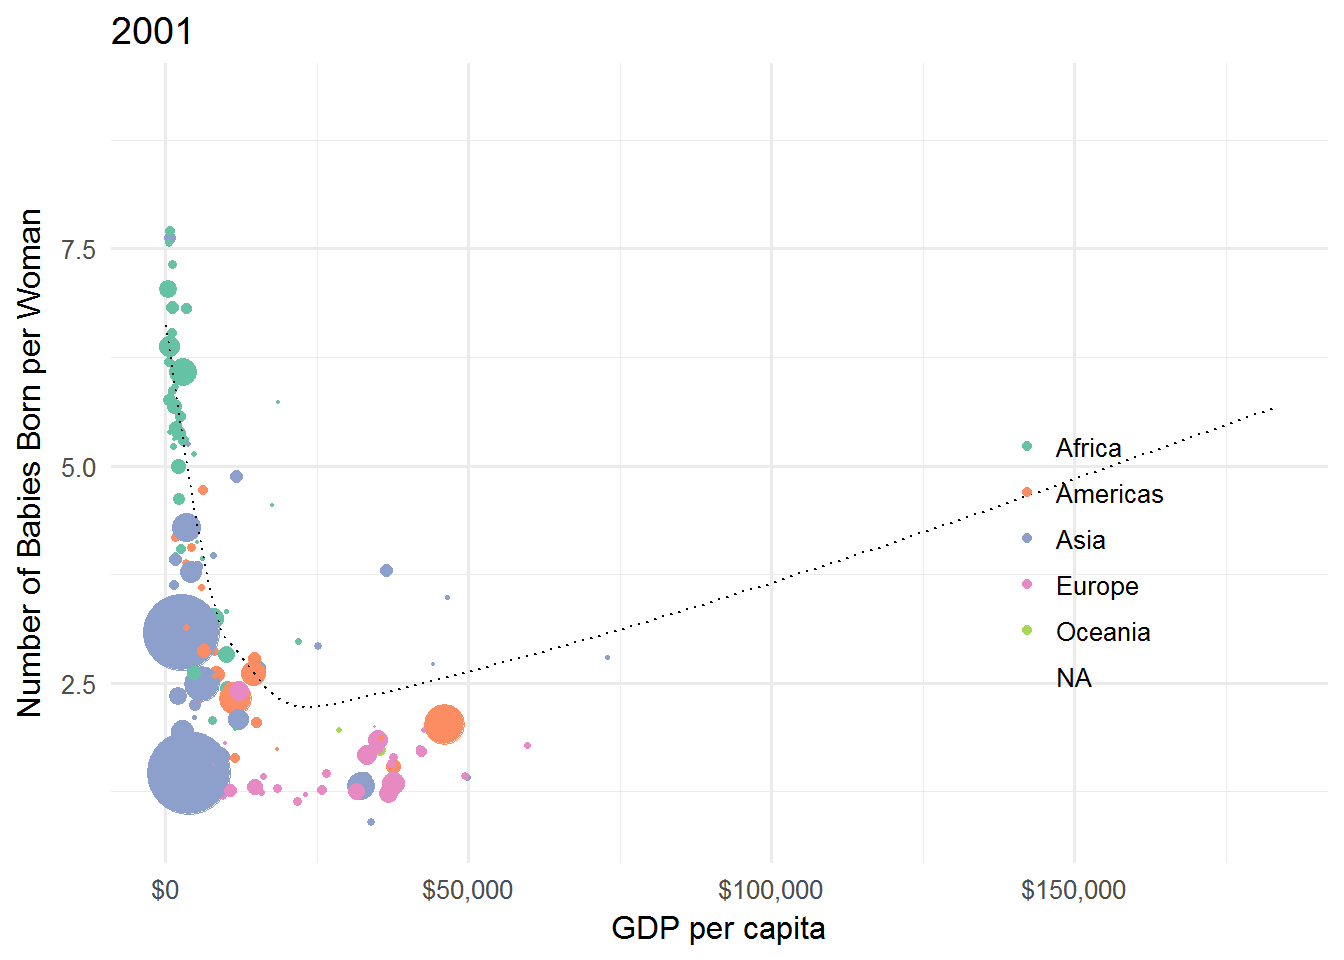 2001
Number of Babies Born per Woman
7.5
5.0
2.5
Africa
Americas
Asia
Europe
Oceania
NA
$0
$50,000
$100,000
$150,000
GDP per capita